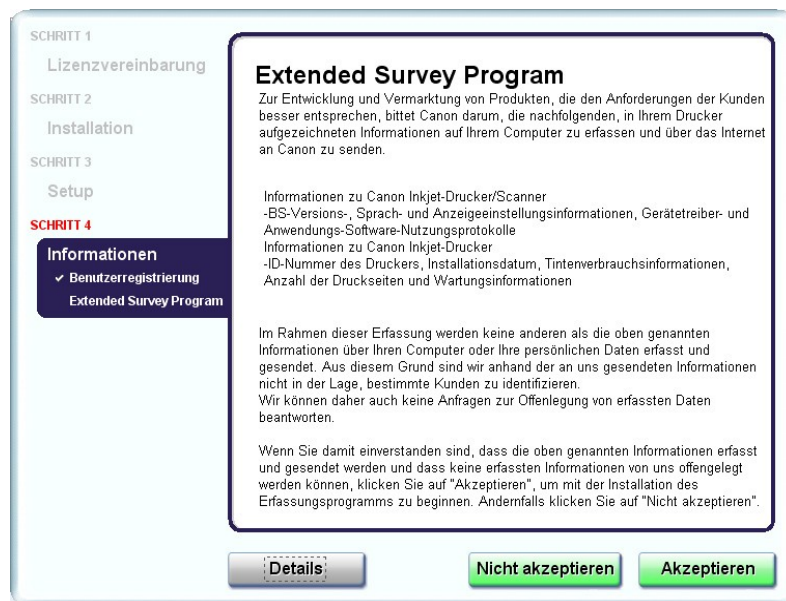 SCHRITT 1
Lizenzvereinbarung
SCHRITT 2
Installation
SCHRITT 3
Setup
SCHRITT 4
Informationen
✓ Benutzerregistrierung
Extended Survey Program
Extended Survey Program
Zur Entwicklung und Vermarktung von Produkten, die den Anforderungen der Kunden
besser entsprechen, bittet Canon darum, die nachfolgenden, in Ihrem Drucker
aufgezeichneten Informationen auf Ihrem Computer zu erfassen und über das Internet
an Canon zu senden.
Informationen zu Canon Inkjet-Drucker/Scanner
-BS-Versions-, Sprach- und Anzeigeeinstellungsinformationen, Gerätetreiber- und
Anwendungs-Software-Nutzungsprotokolle
Informationen zu Canon Inkjet-Drucker
-ID-Nummer des Druckers, Installationsdatum, Tintenverbrauchsinformationen,
Anzahl der Druckseiten und Wartungsinformationen
Im Rahmen dieser Erfassung werden keine anderen als die oben genannten
Informationen über Ihren Computer oder Ihre persönlichen Daten erfasst und
gesendet. Aus diesem Grund sind wir anhand der an uns gesendeten Informationen
nicht in der Lage, bestimmte Kunden zu identifizieren.
Wir können daher auch keine Anfragen zur Offenlegung von erfassten Daten
beantworten.
Wenn Sie damit einverstanden sind, dass die oben genannten Informationen erfasst
und gesendet werden und dass keine erfassten Informationen von uns offengelegt
werden können, klicken Sie auf "Akzeptieren", um mit der Installation des
Erfassungsprogramms zu beginnen. Andernfalls klicken Sie auf "Nicht akzeptieren".
Details
Nicht akzeptieren
Akzeptieren